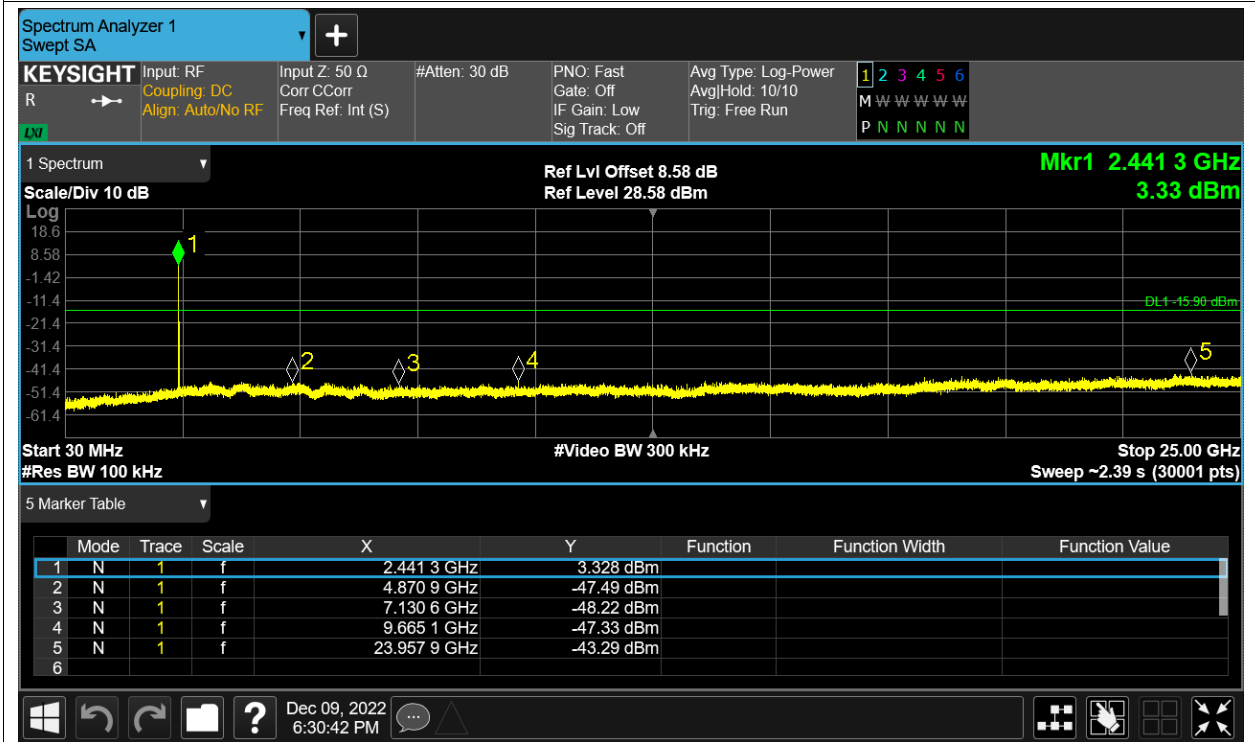 Spectrum Analyzer 1
Swept SA
+
KEYSIGHT
R
LXI
Input: RF
Coupling: DC
Align: Auto/No RF
Input Z: 50 Ω
Corr CCorr
Freq Ref: Int (S)
#Atten: 30 dB
PNO: Fast
Gate: Off
IF Gain: Low
Sig Track: Off
Avg Type: Log-Power
Avg|Hold: 10/10
Trig: Free Run
1 2 3 4 5 6
M W W W W W
P N N N N N
1 Spectrum
Scale/Div 10 dB
Ref Lvl Offset 8.58 dB
Ref Level 28.58 dBm
Mkr1 2.441 3 GHz
3.33 dBm
Log
18.6
8.58
-1.42
-11.4
-21.4
-31.4
-41.4
-51.4
-61.4
1
2
3
4
5
DL1 -15.90 dBm
Start 30 MHz
#Video BW 300 kHz
Stop 25.00 GHz
#Res BW 100 kHz
Sweep ~2.39 s (30001 pts)
5 Marker Table
Mode Trace Scale X Y Function Function Width Function Value
1 N 1 f 2.441 3 GHz 3.328 dBm
2 N 1 f 4.870 9 GHz -47.49 dBm
3 N 1 f 7.130 6 GHz -48.22 dBm
4 N 1 f 9.665 1 GHz -47.33 dBm
5 N 1 f 23.957 9 GHz -43.29 dBm
6
?
Dec 09, 2022
6:30:42 PM